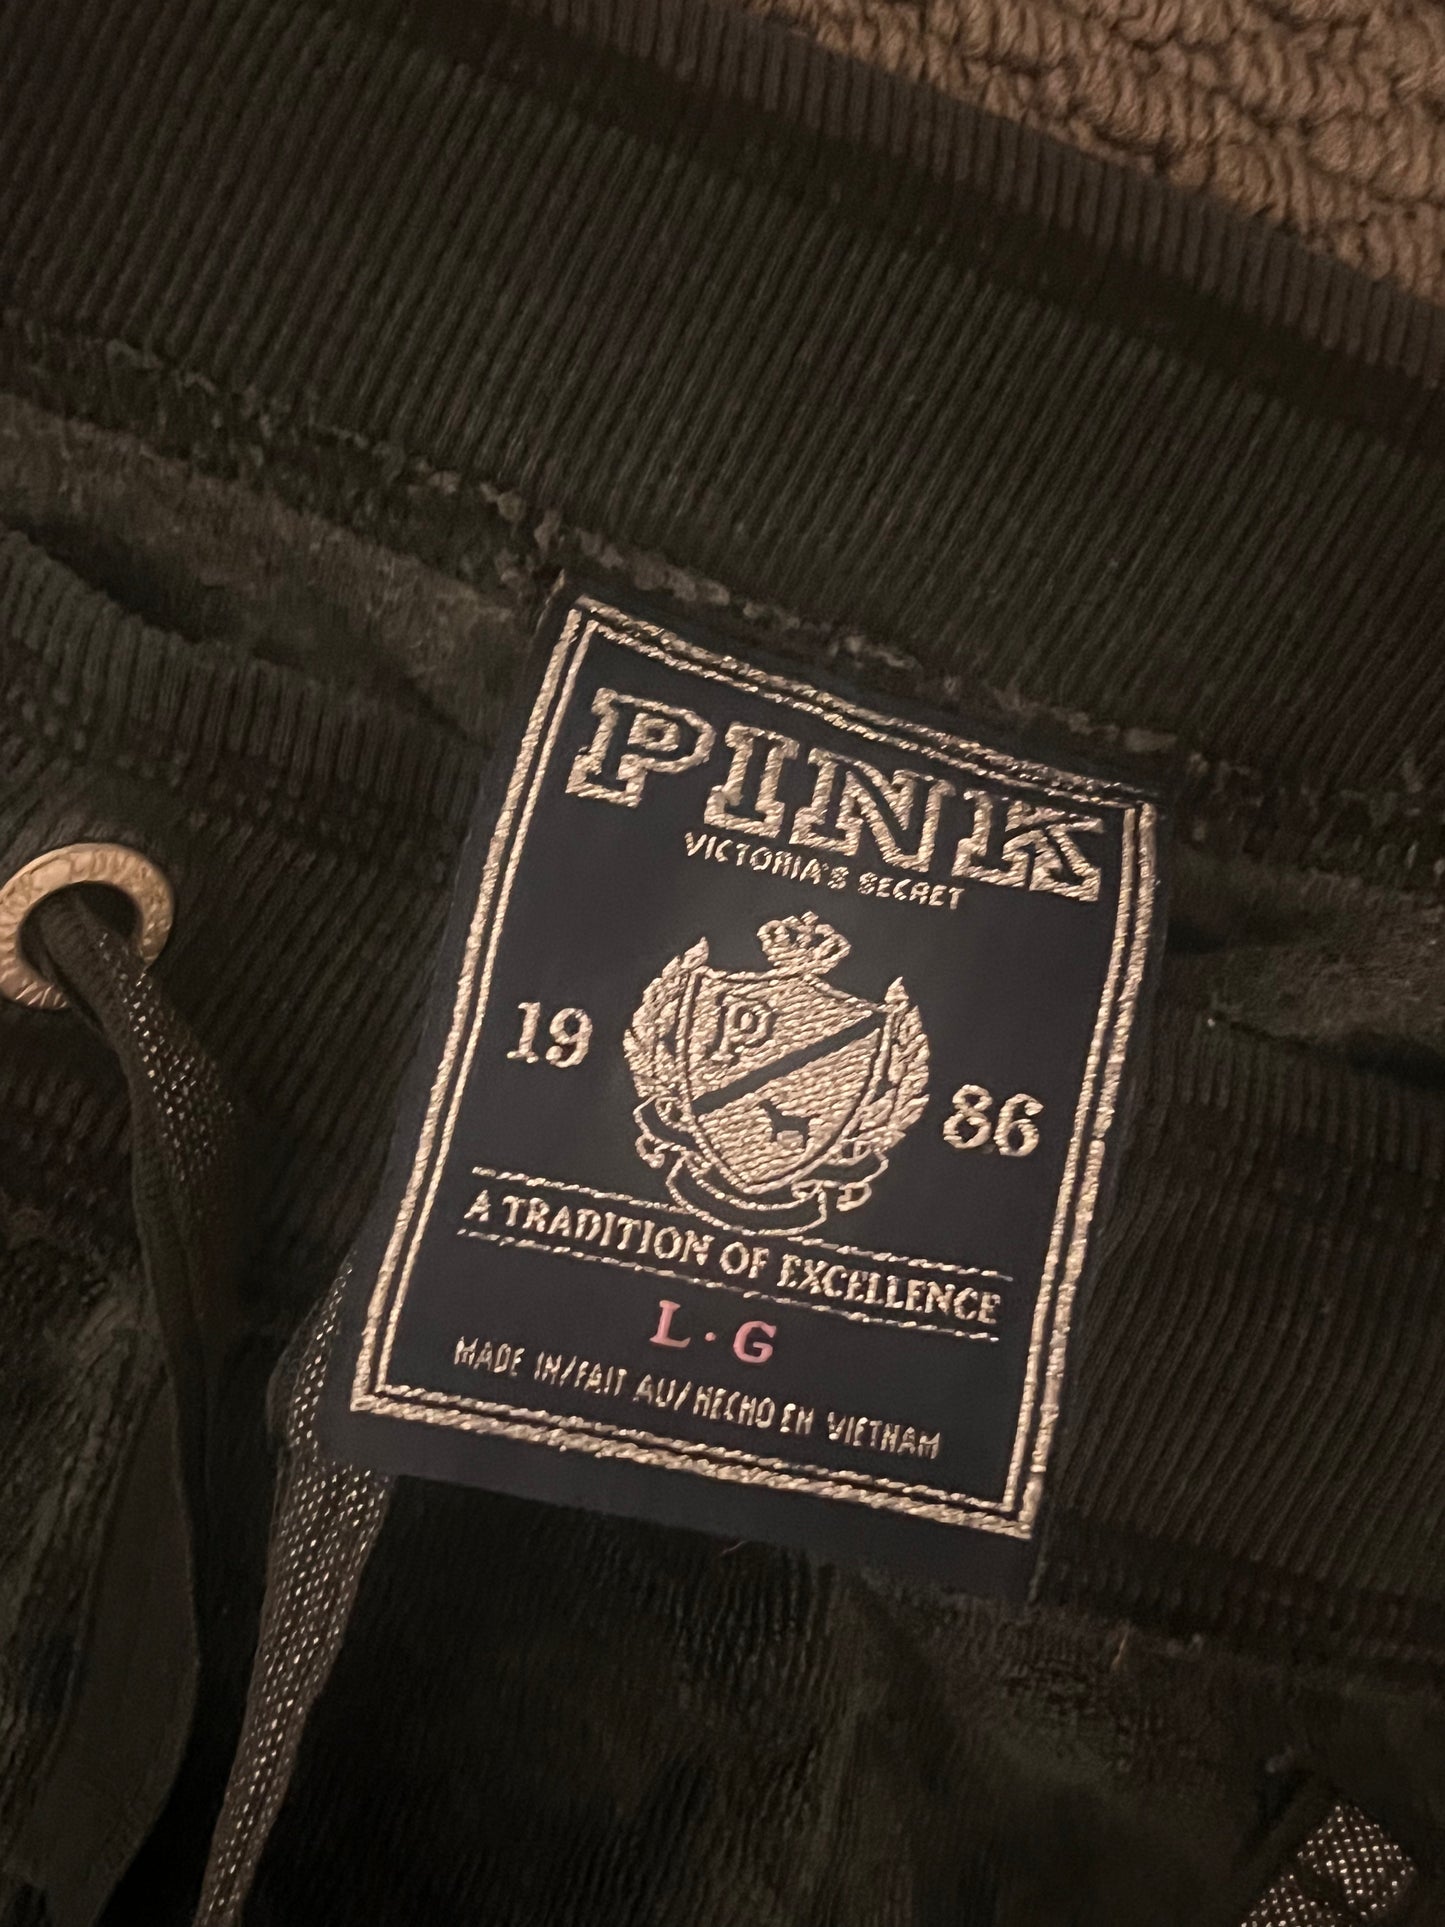 PINK
VICTORIA'S SECRET
P
19 86
A TRADITION OF EXCELLENCE
L·G
MADE IN/FAIT AU/HECHO EN VIETNAM